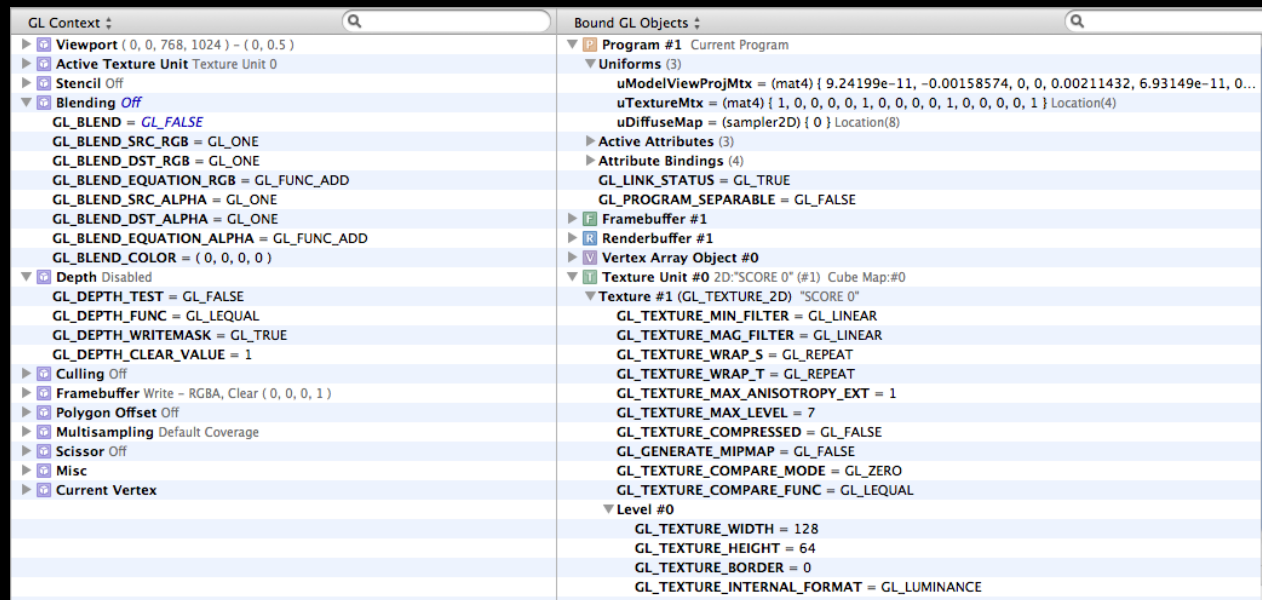 GL Context
Viewport ( 0, 0, 768, 1024 ) – ( 0, 0.5 )
Active Texture Unit Texture Unit 0
Stencil Off
Blending Off
GL_BLEND = GL_FALSE
GL_BLEND_SRC_RGB = GL_ONE
GL_BLEND_DST_RGB = GL_ONE
GL_BLEND_EQUATION_RGB = GL_FUNC_ADD
GL_BLEND_SRC_ALPHA = GL_ONE
GL_BLEND_DST_ALPHA = GL_ONE
GL_BLEND_EQUATION_ALPHA = GL_FUNC_ADD
GL_BLEND_COLOR = ( 0, 0, 0, 0 )
Depth Disabled
GL_DEPTH_TEST = GL_FALSE
GL_DEPTH_FUNC = GL_LEQUAL
GL_DEPTH_WRITEMASK = GL_TRUE
GL_DEPTH_CLEAR_VALUE = 1
Culling Off
Framebuffer Write – RGBA, Clear ( 0, 0, 0, 1 )
Polygon Offset Off
Multisampling Default Coverage
Scissor Off
Misc
Current Vertex
Bound GL Objects
P Program #1 Current Program
Uniforms (3)
uModelViewProjMtx = (mat4) { 9.24199e-11, -0.00158574, 0, 0, 0.00211432, 6.93149e-11, 0...
uTextureMtx = (mat4) { 1, 0, 0, 0, 0, 1, 0, 0, 0, 0, 1, 0, 0, 0, 0, 1 } Location(4)
uDiffuseMap = (sampler2D) { 0 } Location(8)
Active Attributes (3)
Attribute Bindings (4)
GL_LINK_STATUS = GL_TRUE
GL_PROGRAM_SEPARABLE = GL_FALSE
F Framebuffer #1
R Renderbuffer #1
V Vertex Array Object #0
T Texture Unit #0 2D:"SCORE 0" (#1) Cube Map:#0
Texture #1 (GL_TEXTURE_2D) "SCORE 0"
GL_TEXTURE_MIN_FILTER = GL_LINEAR
GL_TEXTURE_MAG_FILTER = GL_LINEAR
GL_TEXTURE_WRAP_S = GL_REPEAT
GL_TEXTURE_WRAP_T = GL_REPEAT
GL_TEXTURE_MAX_ANISOTROPY_EXT = 1
GL_TEXTURE_MAX_LEVEL = 7
GL_TEXTURE_COMPRESSED = GL_FALSE
GL_GENERATE_MIPMAP = GL_FALSE
GL_TEXTURE_COMPARE_MODE = GL_ZERO
GL_TEXTURE_COMPARE_FUNC = GL_LEQUAL
Level #0
GL_TEXTURE_WIDTH = 128
GL_TEXTURE_HEIGHT = 64
GL_TEXTURE_BORDER = 0
GL_TEXTURE_INTERNAL_FORMAT = GL_LUMINANCE